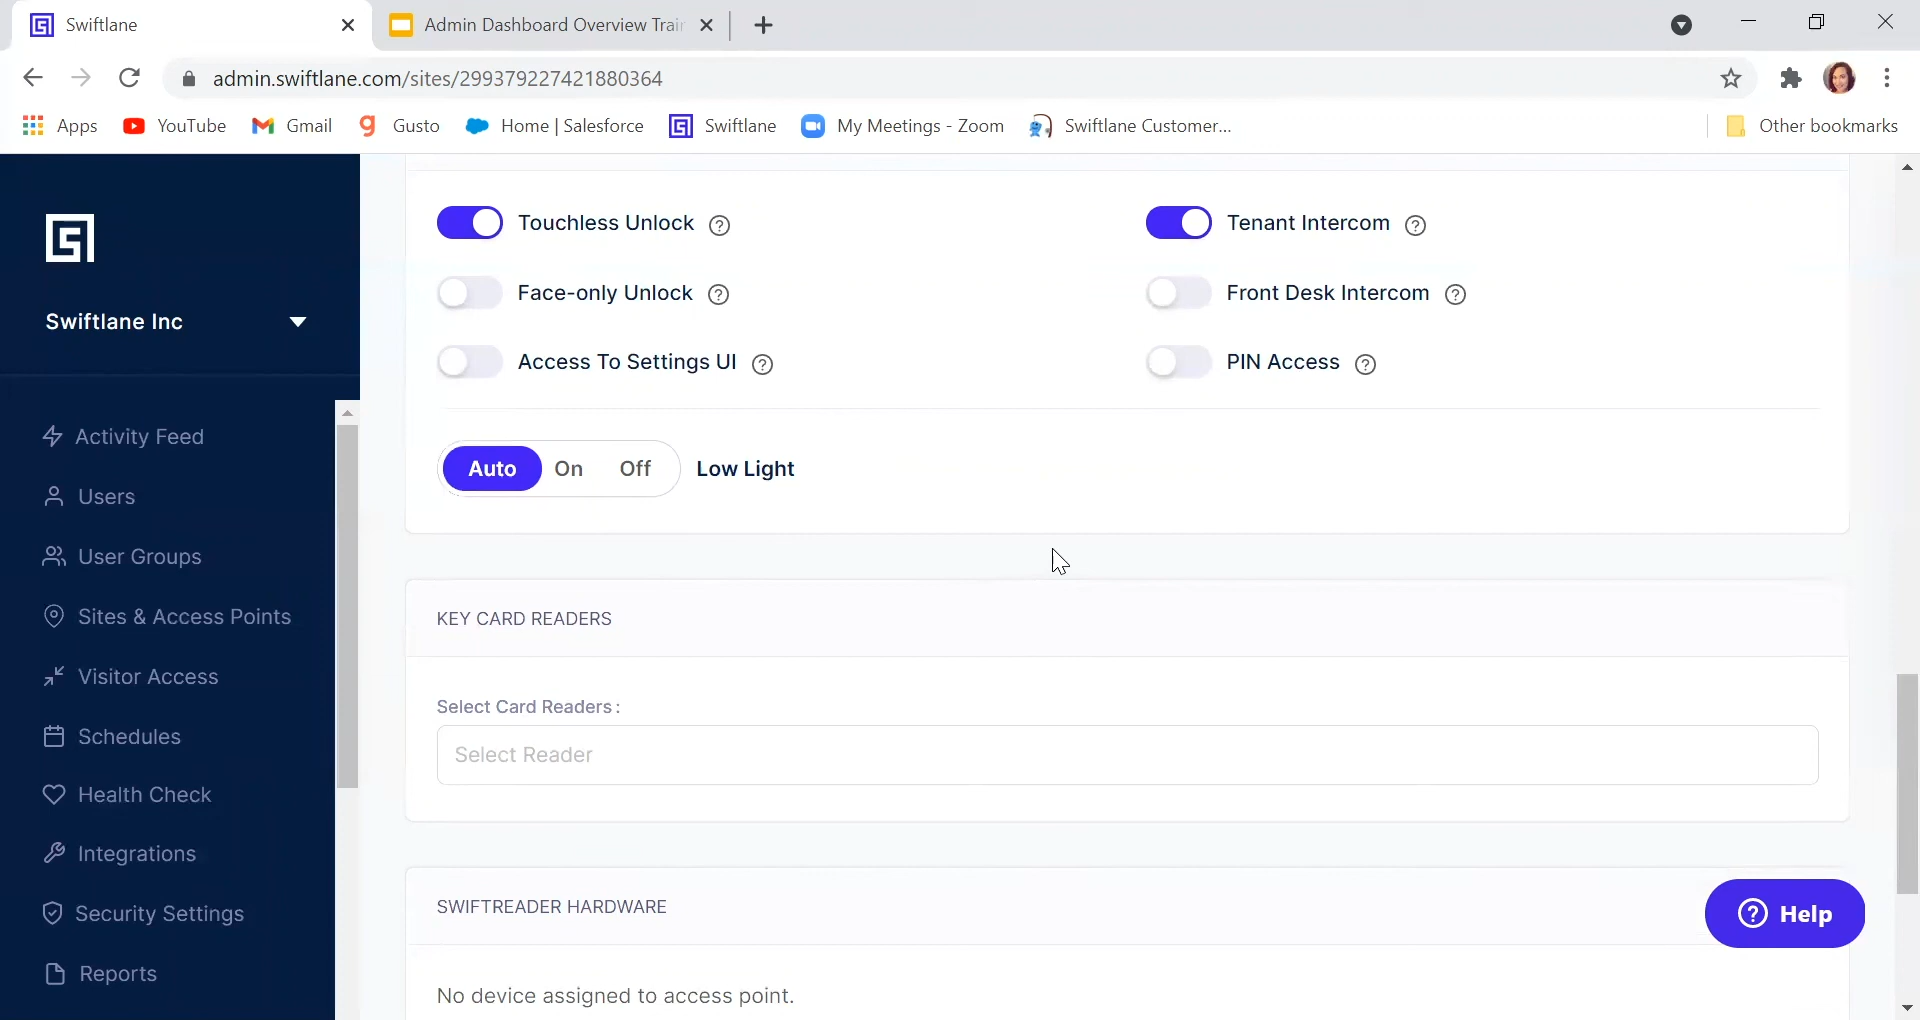 Swiftlane
Admin Dashboard Overview Trai
admin.swiftlane.com/sites/299379227421880364
Apps YouTube Gmail Gusto Home | Salesforce Swiftlane My Meetings - Zoom Swiftlane Customer... Other bookmarks
Swiftlane Inc
Activity Feed
Users
User Groups
Sites & Access Points
Visitor Access
Schedules
Health Check
Integrations
Security Settings
Reports
Touchless Unlock ? Tenant Intercom ?
Face-only Unlock ? Front Desk Intercom ?
Access To Settings UI ? PIN Access ?
Auto On Off Low Light
KEY CARD READERS
Select Card Readers :
Select Reader
SWIFTREADER HARDWARE
No device assigned to access point.
? Help